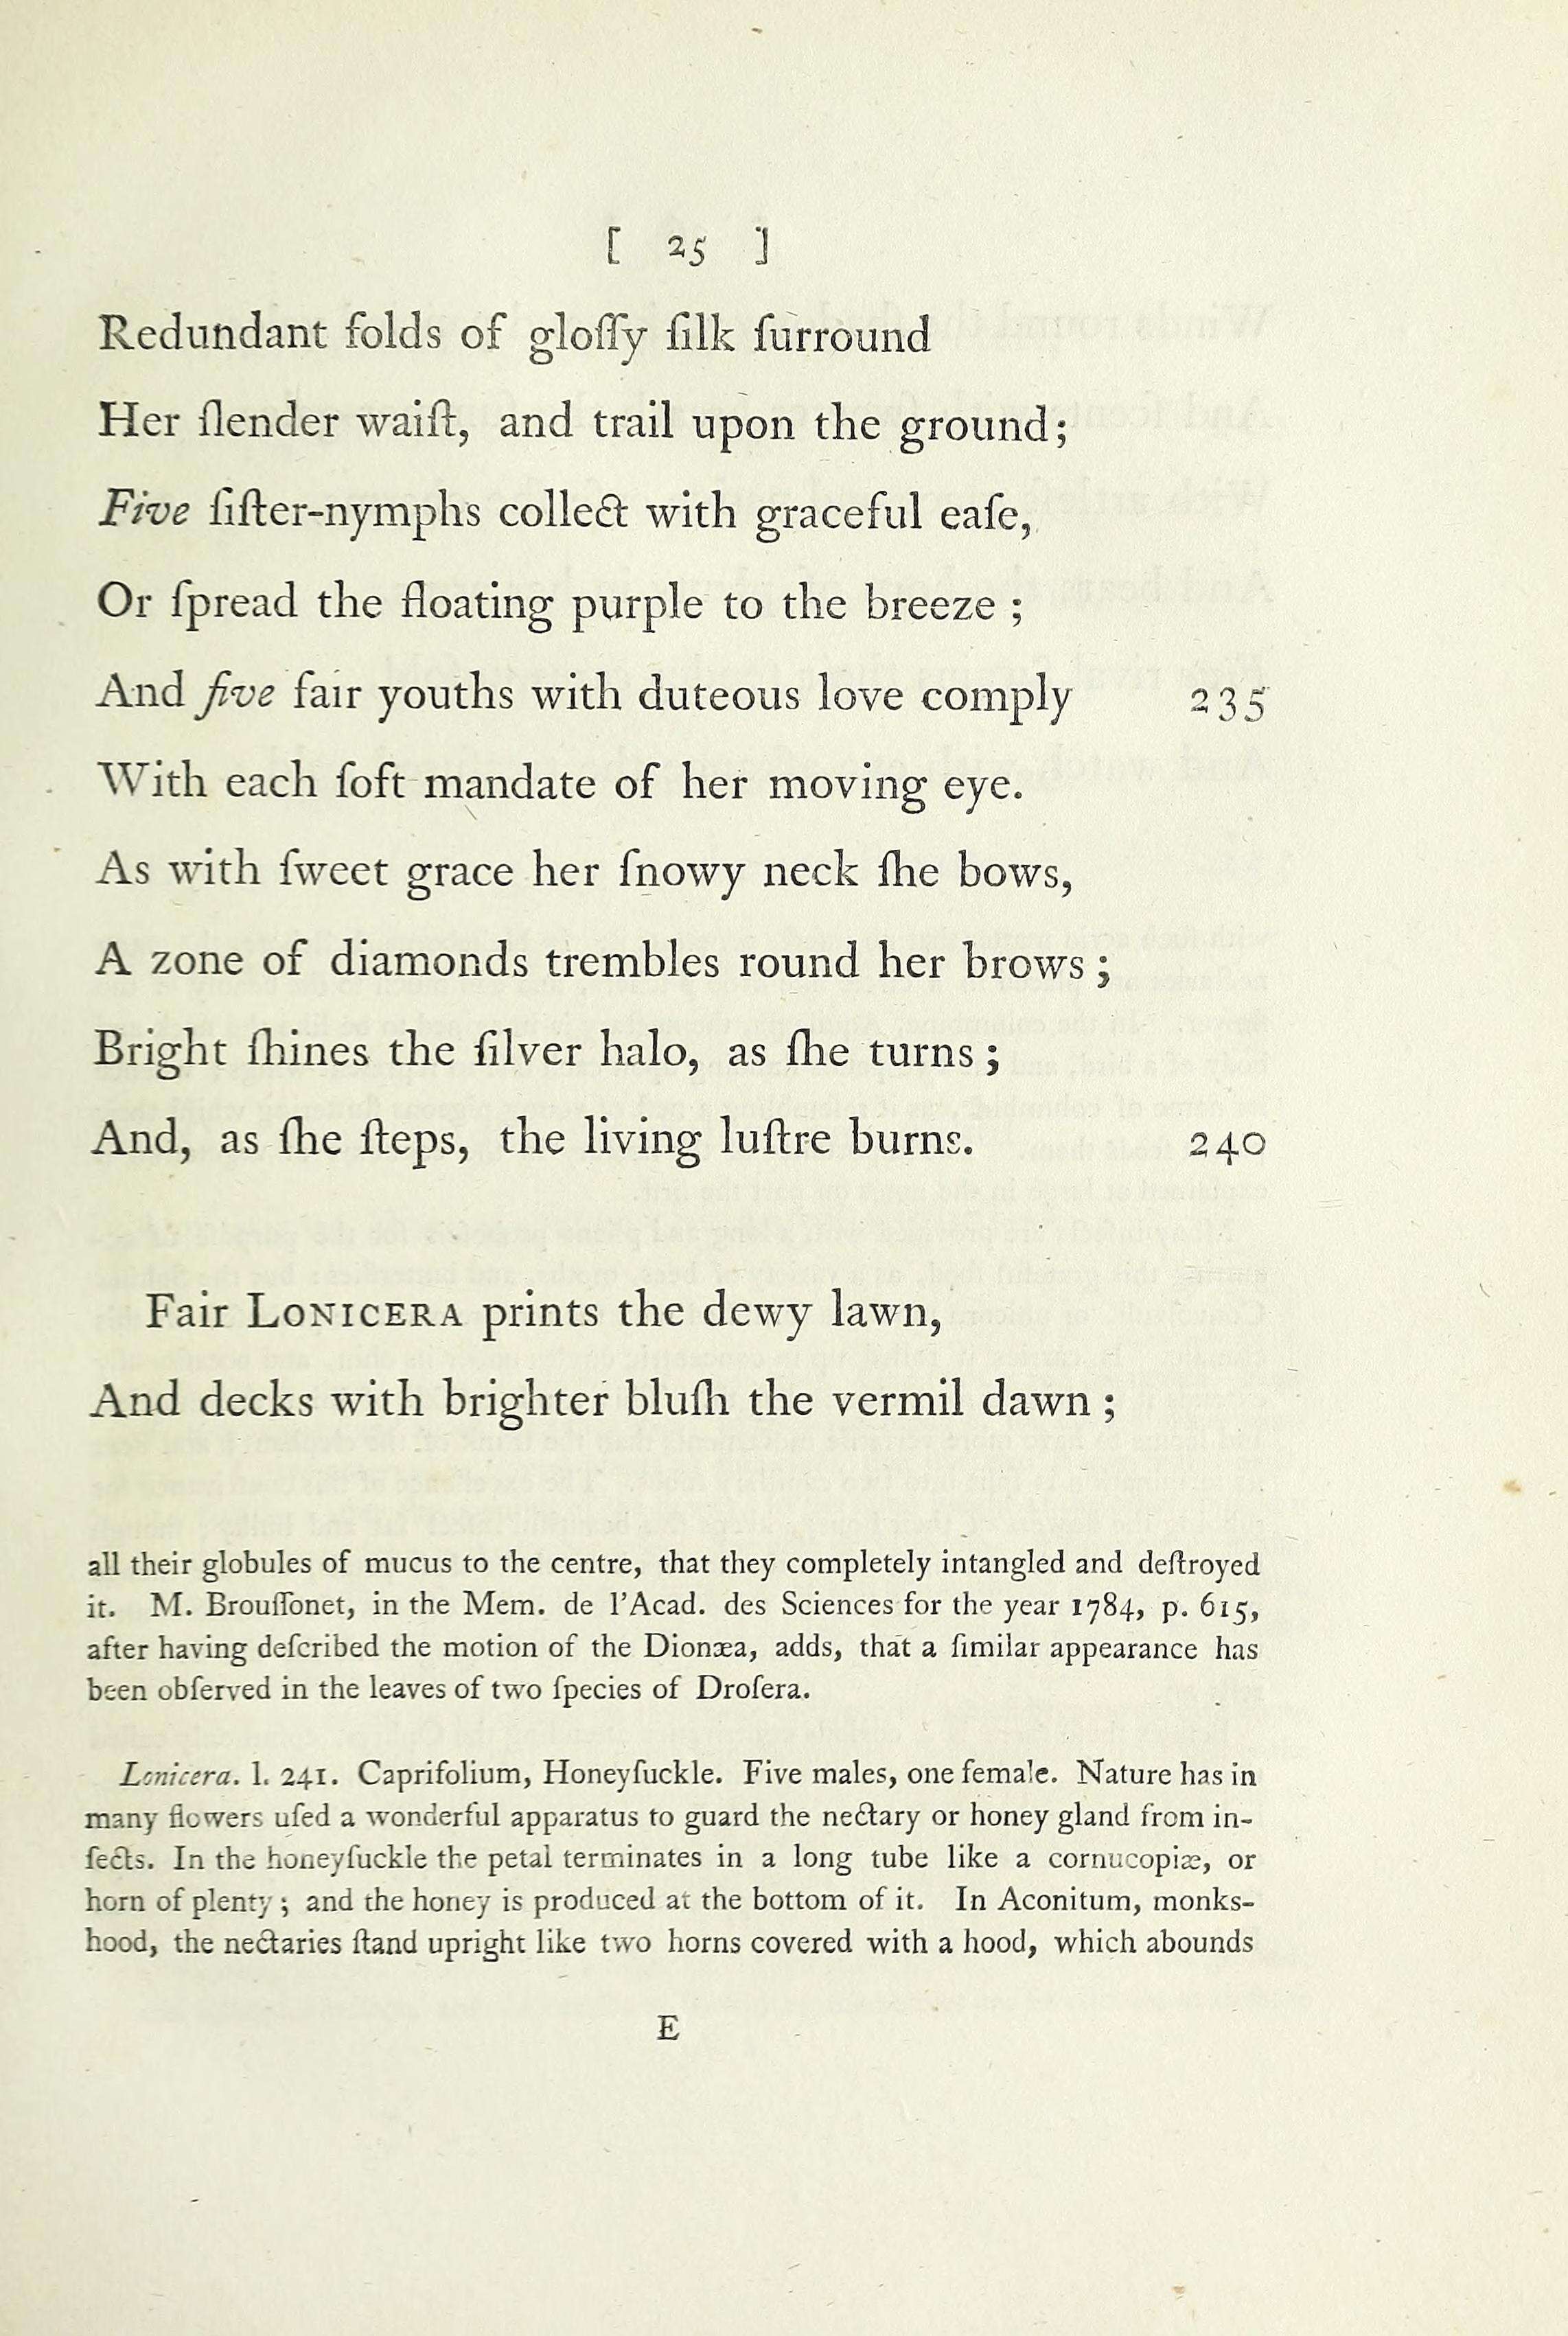 [ 25 ]
Redundant folds of gloſſy ſilk ſurround
Her ſlender waiſt, and trail upon the ground;
Five ſiſter-nymphs collect with graceful eaſe,
Or ſpread the floating purple to the breeze ;
And five fair youths with duteous love comply 235
With each ſoft mandate of her moving eye.
As with ſweet grace her ſnowy neck ſhe bows,
A zone of diamonds trembles round her brows ;
Bright ſhines the ſilver halo, as ſhe turns ;
And, as ſhe ſteps, the living luſtre burns. 240
Fair LONICERA prints the dewy lawn,
And decks with brighter bluſh the vermil dawn ;
all their globules of mucus to the centre, that they completely intangled and deſtroyed
it. M. Brouſſonet, in the Mem. de l'Acad. des Sciences for the year 1784, p. 615,
after having deſcribed the motion of the Dionæa, adds, that a ſimilar appearance has
been obſerved in the leaves of two ſpecies of Droſera.
Lonicera. l. 241. Caprifolium, Honeyſuckle. Five males, one female. Nature has in
many flowers uſed a wonderful apparatus to guard the nectary or honey gland from in-
ſects. In the honeyſuckle the petal terminates in a long tube like a cornucopiæ, or
horn of plenty ; and the honey is produced at the bottom of it. In Aconitum, monks-
hood, the nectaries ſtand upright like two horns covered with a hood, which abounds
E